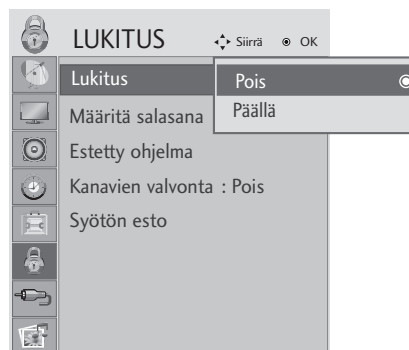 LUKITUS Siirrä OK
Lukitus Pois
Päällä
Määritä salasana
Estetty ohjelma
Kanavien valvonta : Pois
Syötön esto